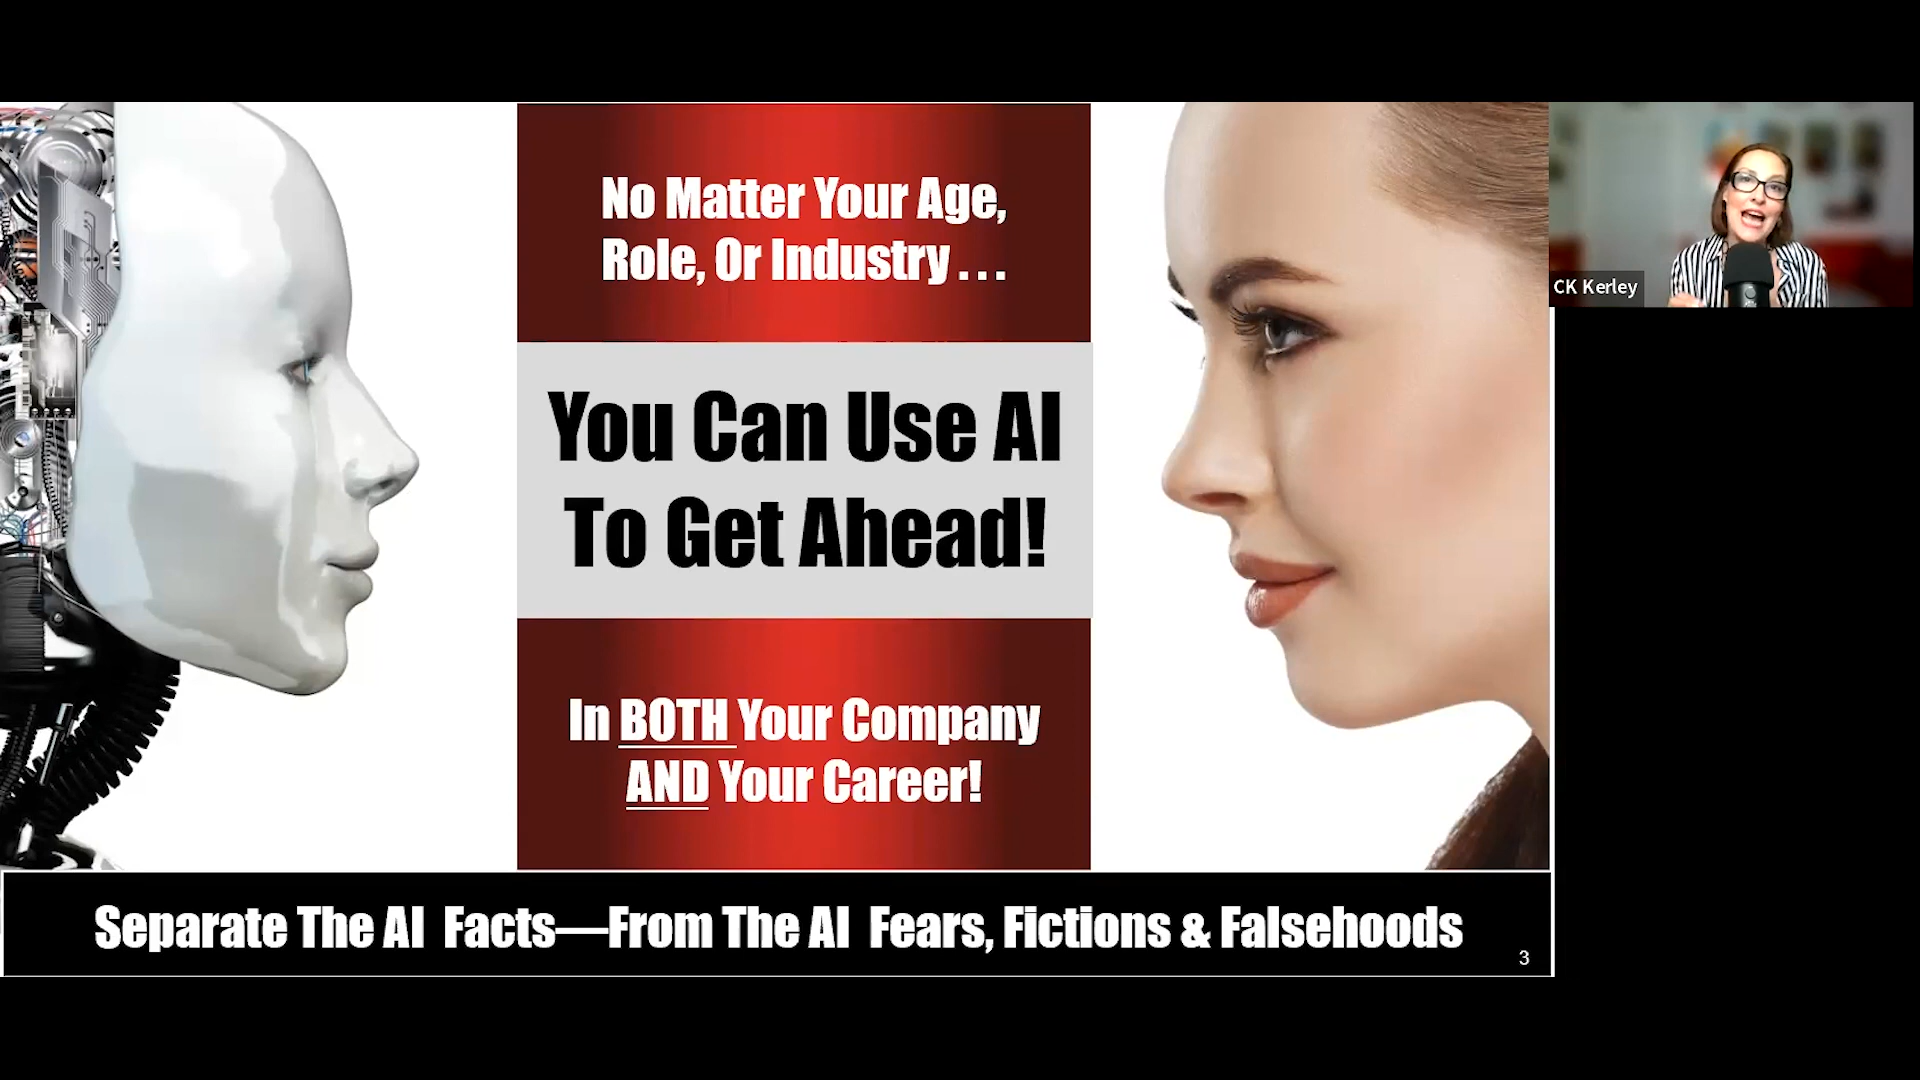 No Matter Your Age,
Role, Or Industry . . .
You Can Use AI
To Get Ahead!
In BOTH Your Company
AND Your Career!
Separate The AI Facts—From The AI Fears, Fictions & Falsehoods
3
CK Kerley